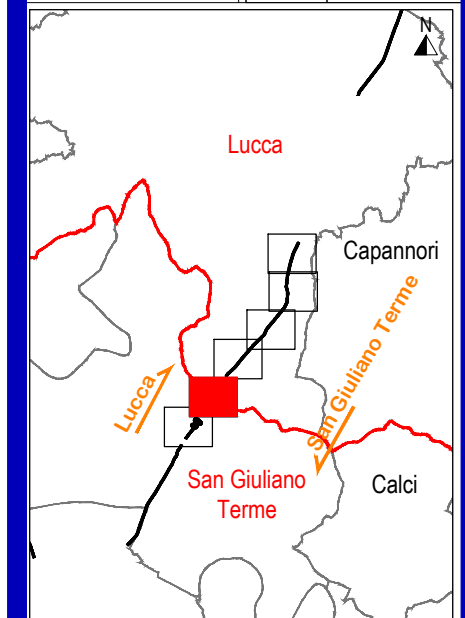 N
Lucca
Capannori
San Giuliano Terme
Lucca
San Giuliano
Terme
Calci